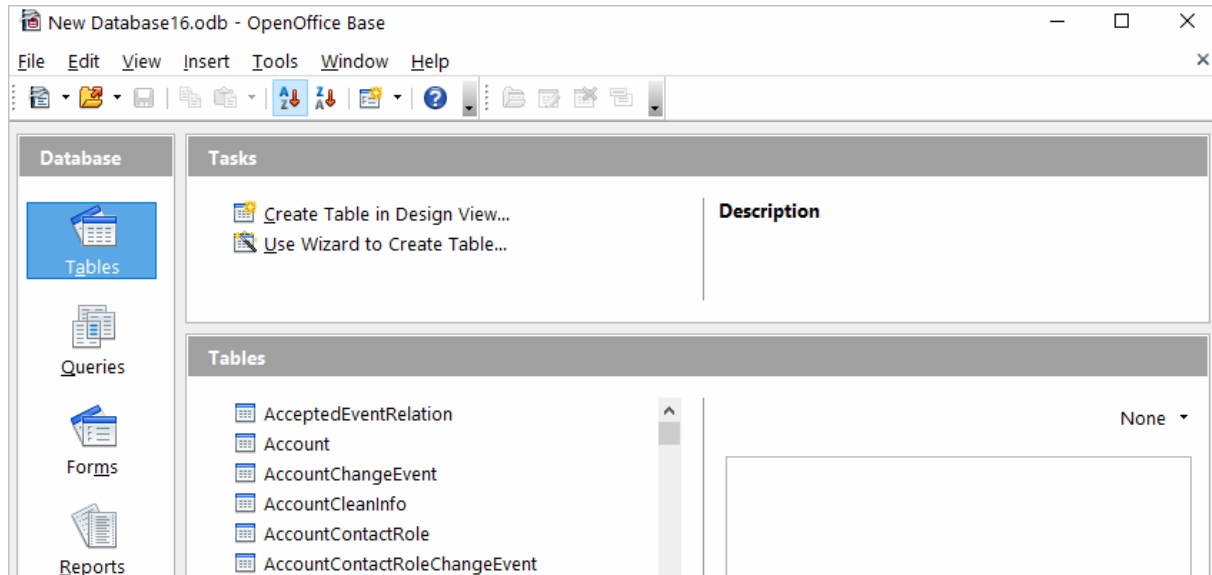 New Database16.odb - OpenOffice Base
File Edit View Insert Tools Window Help
Database
Tables
Queries
Forms
Reports
Tasks
Create Table in Design View...
Use Wizard to Create Table...
Description
Tables
AcceptedEventRelation
Account
AccountChangeEvent
AccountCleanInfo
AccountContactRole
AccountContactRoleChangeEvent
None